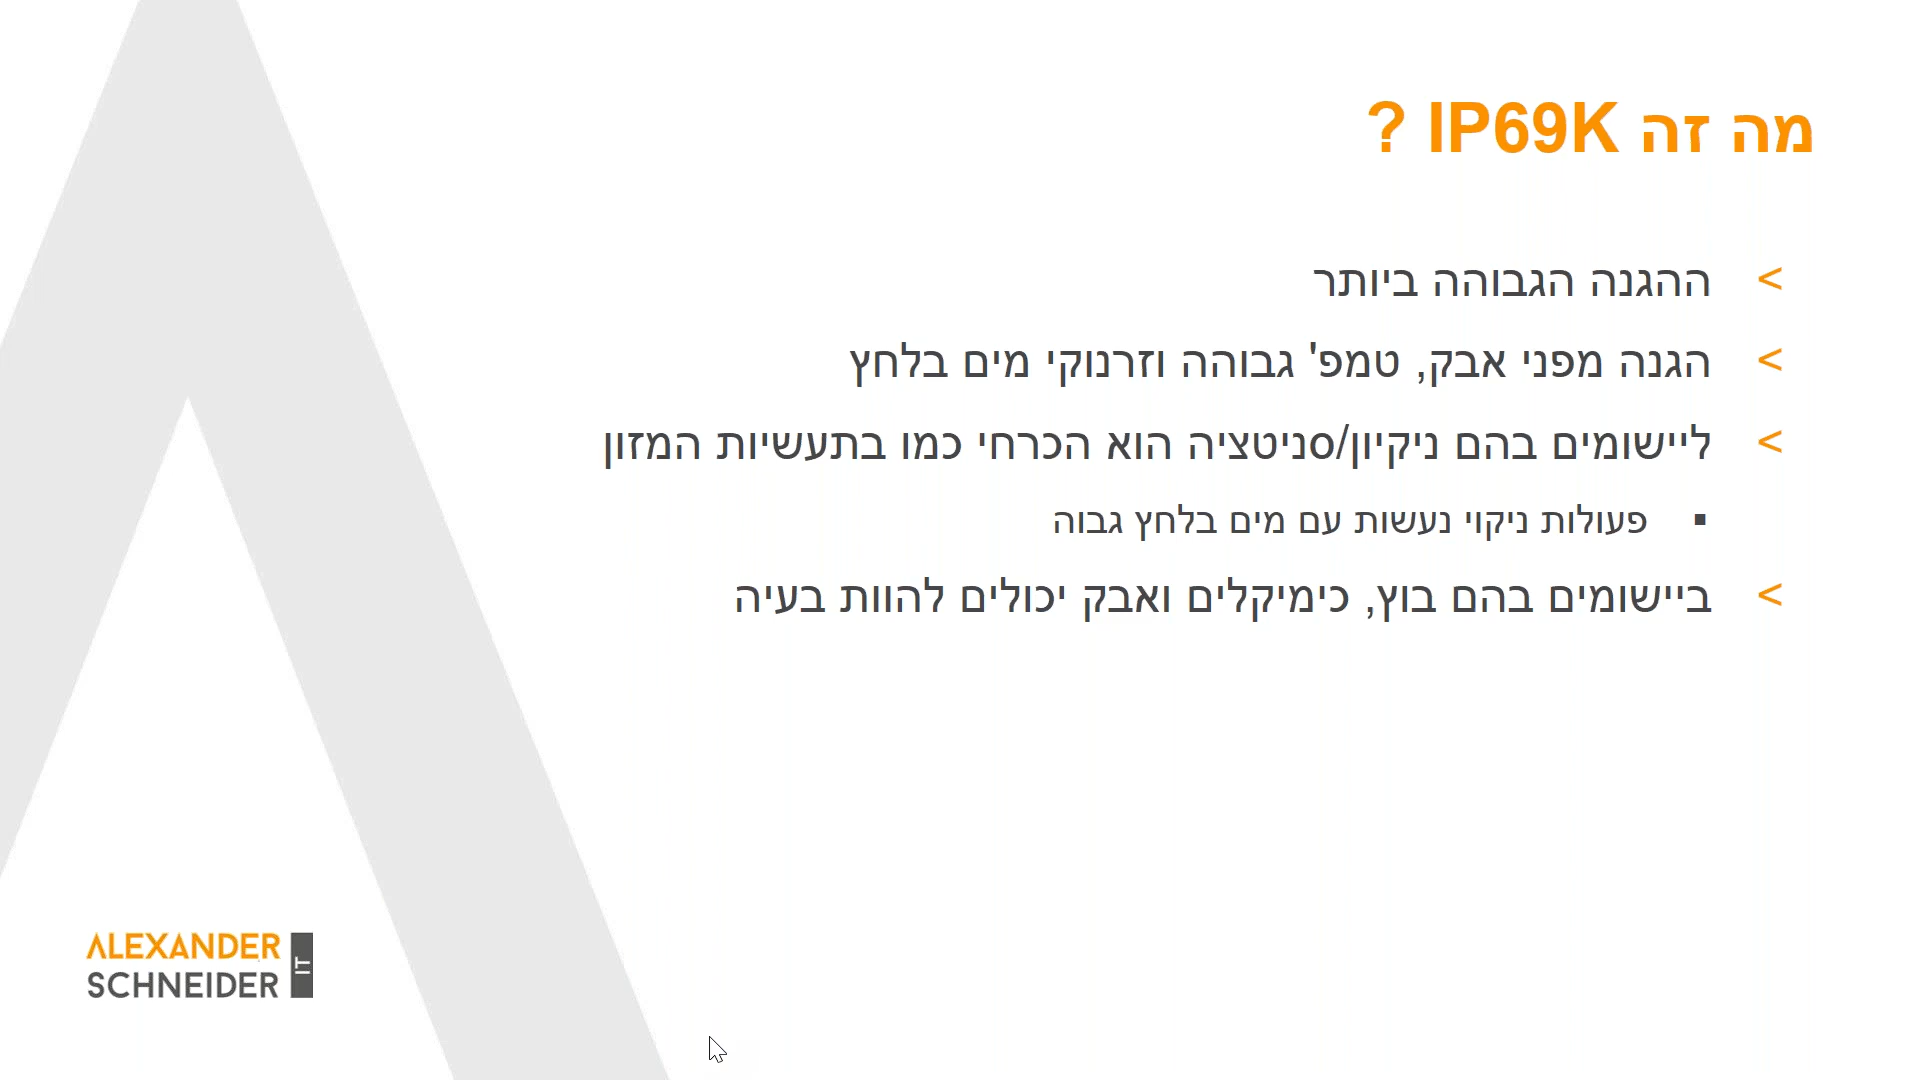 מה זה IP69K ?
> ההגנה הגבוהה ביותר
> הגנה מפני אבק, טמפ' גבוהה וזרנוקי מים בלחץ
> ליישומים בהם ניקיון/סניטציה הוא הכרחי כמו בתעשיות המזון
▪ פעולות ניקוי נעשות עם מים בלחץ גבוה
> ביישומים בהם בוץ, כימיקלים ואבק יכולים להוות בעיה
ALEXANDER
SCHNEIDER
IT